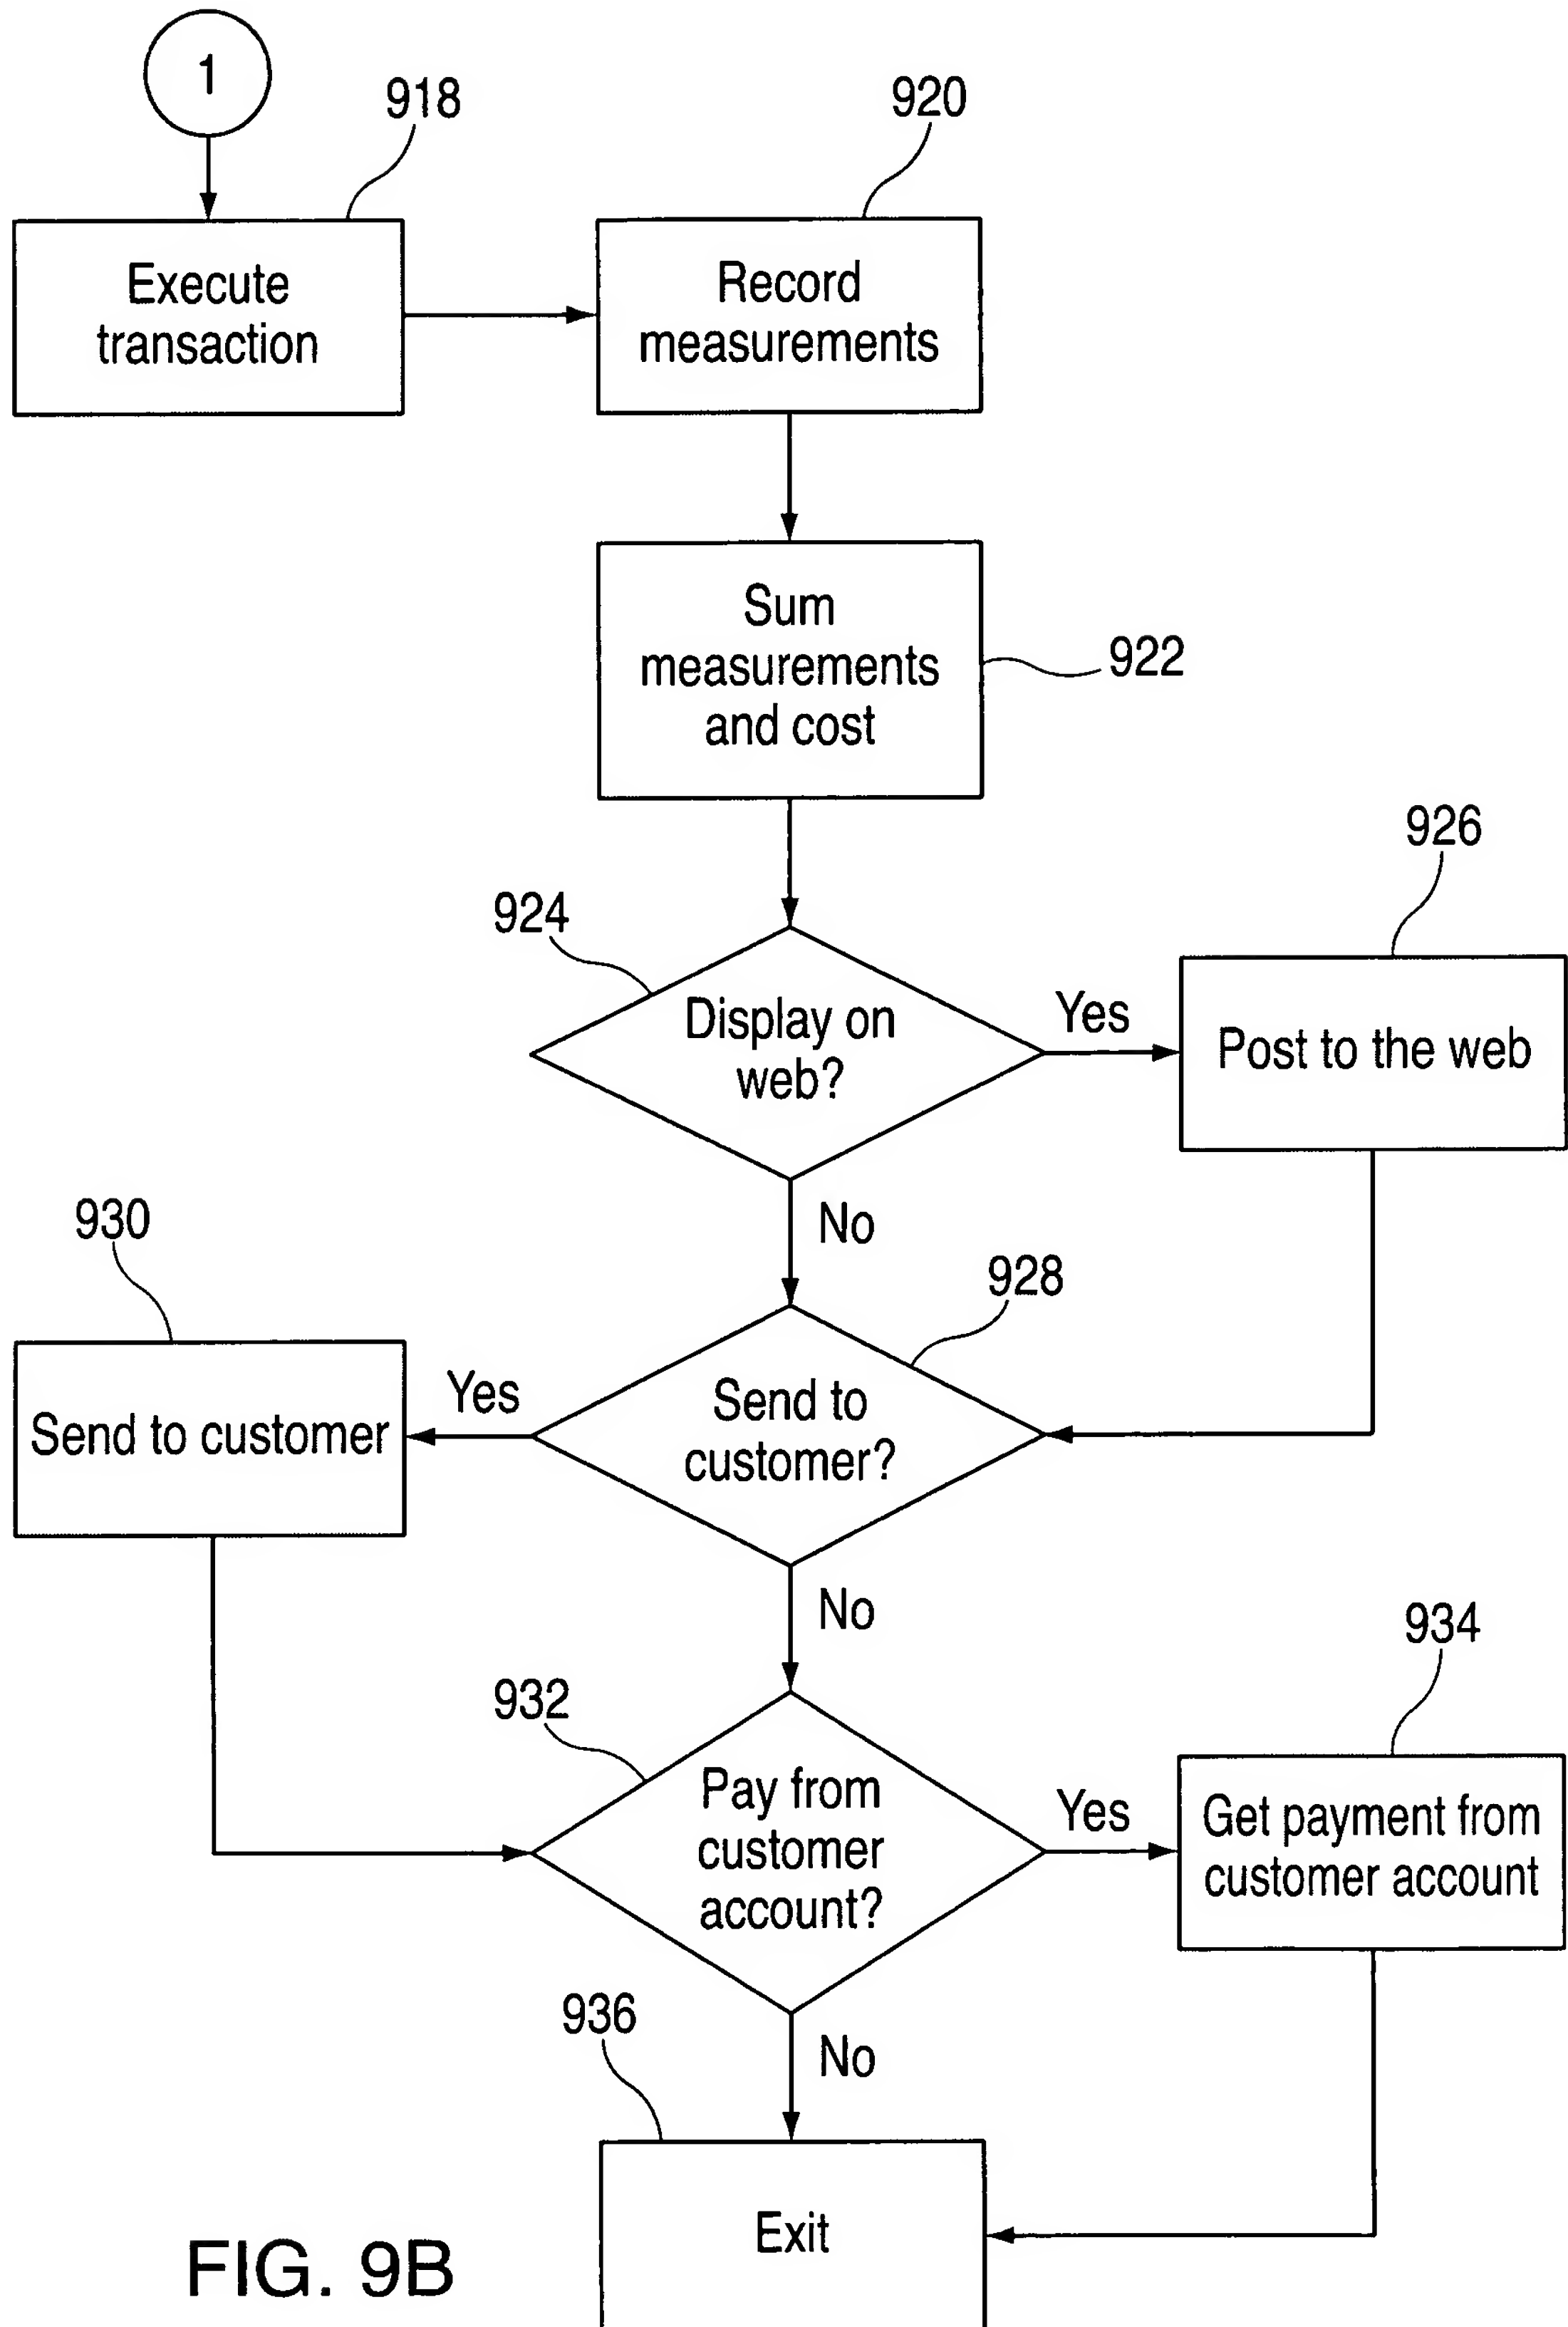 1
918
920
Execute
transaction
Record
measurements
Sum
measurements
and cost
922
926
924
Display on
web?
Yes
Post to the web
No
930
928
Yes
Send to customer
Send to
customer?
No
934
932
Pay from
customer
account?
Yes
Get payment from
customer account
936
No
Exit
FIG. 9B